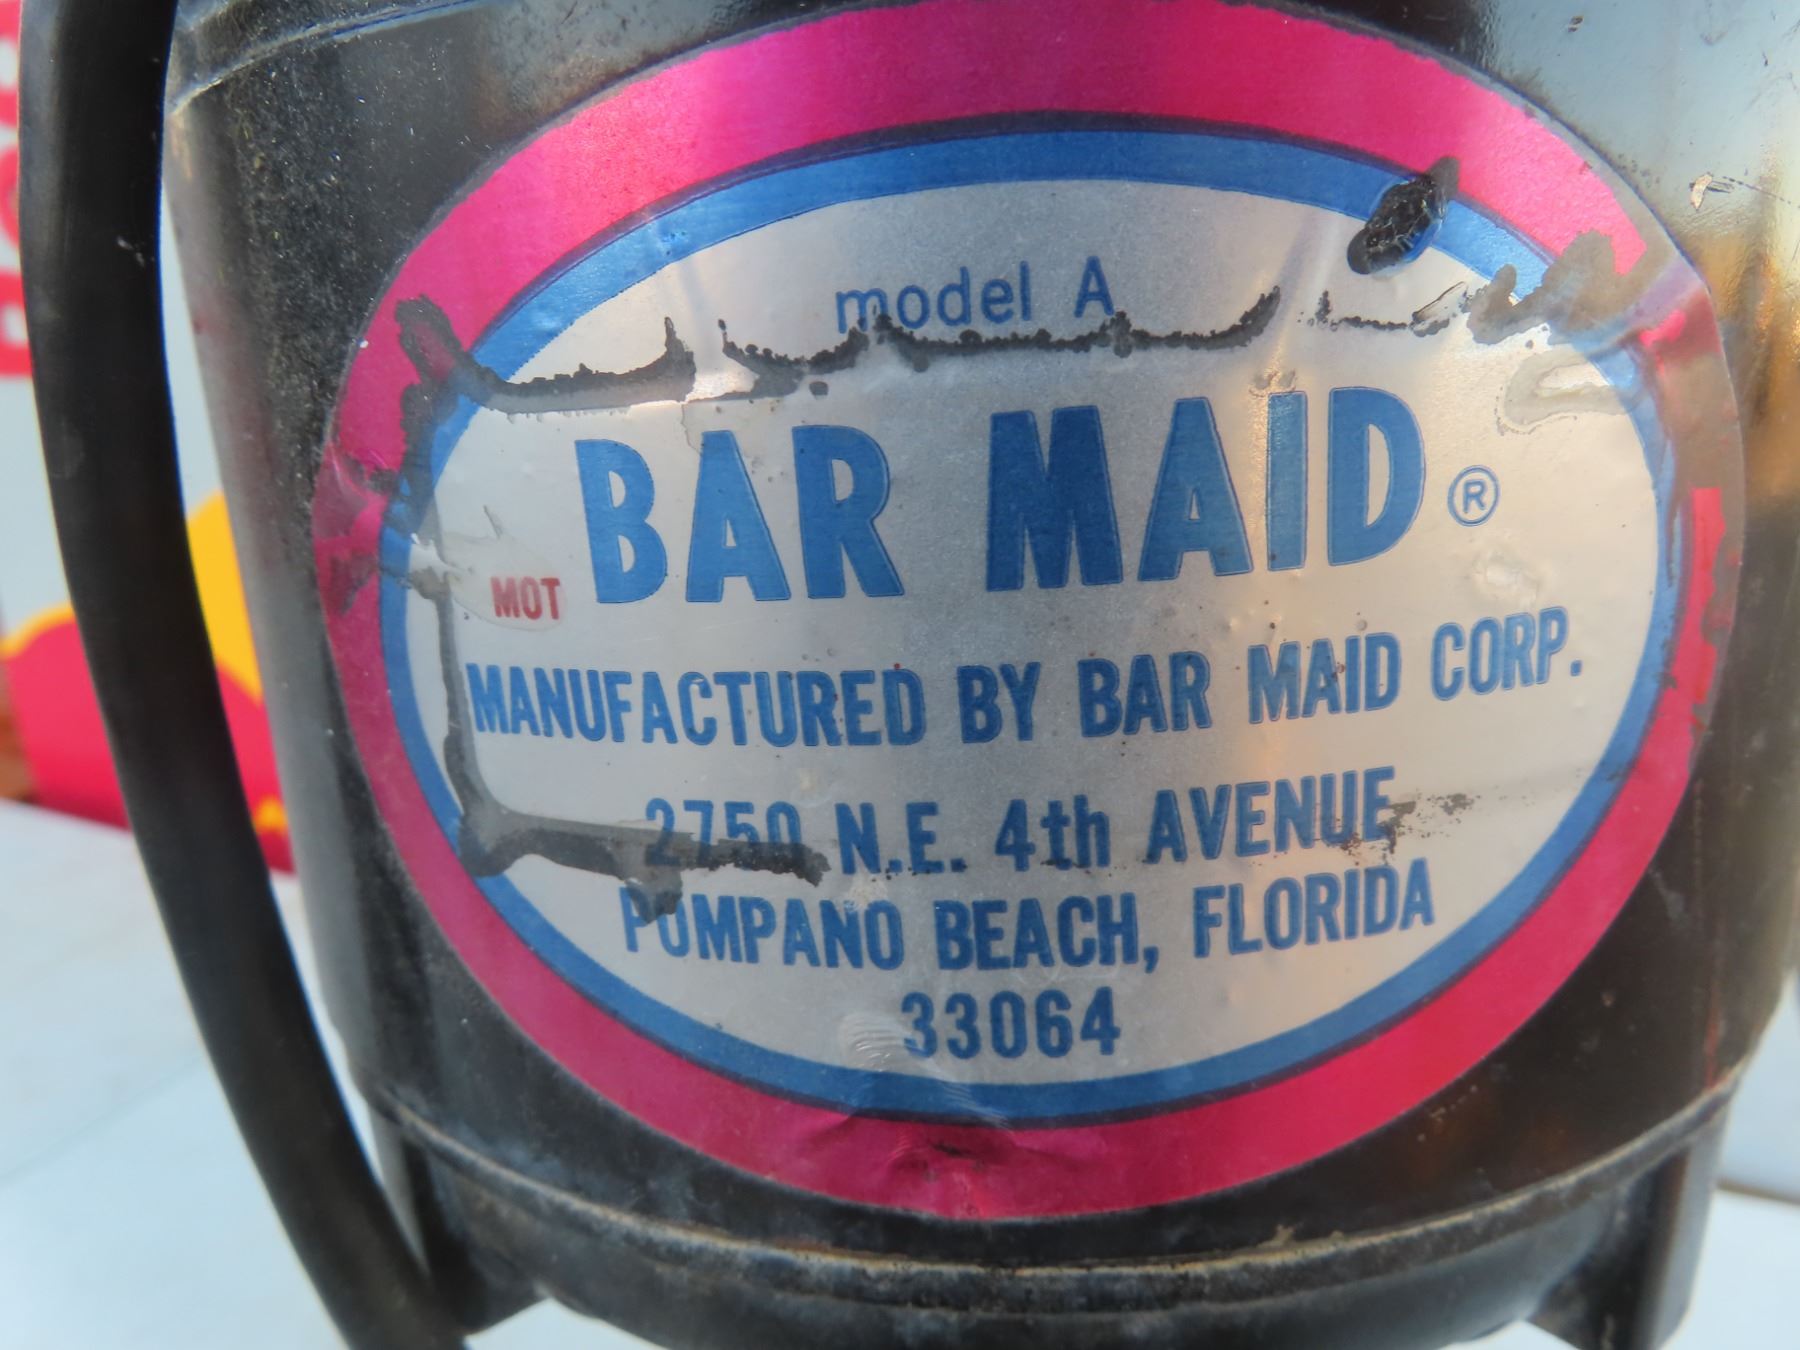 model A
BAR MAID ®
MOT
MANUFACTURED BY BAR MAID CORP.
2750 N.E. 4th AVENUE
POMPANO BEACH, FLORIDA
33064